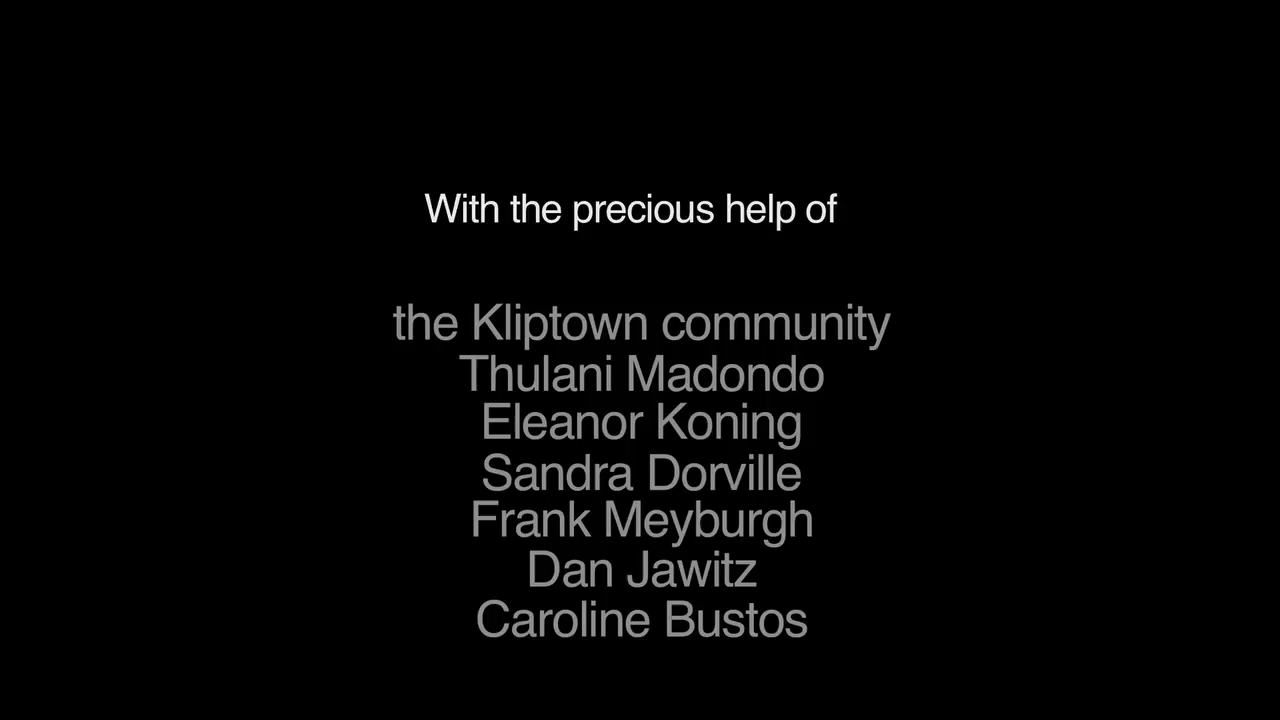 With the precious help of
the Kliptown community
Thulani Madondo
Eleanor Koning
Sandra Dorville
Frank Meyburgh
Dan Jawitz
Caroline Bustos